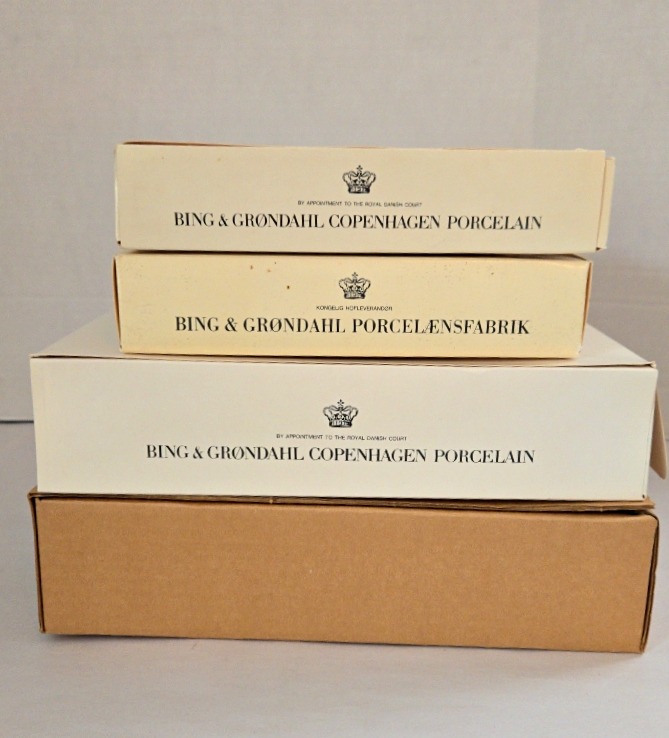 BY APPOINTMENT TO THE ROYAL DANISH COURT
BING & GRØNDAHL COPENHAGEN PORCELAIN
KONGELIG HOFLEVERANDØR
BING & GRØNDAHL PORCELÆNSFABRIK
BY APPOINTMENT TO THE ROYAL DANISH COURT
BING & GRØNDAHL COPENHAGEN PORCELAIN